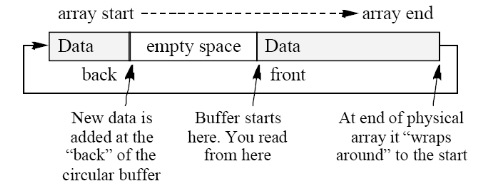 array start array end
Data empty space Data
back front
New data is
added at the
“back” of the
circular buffer
Buffer starts
here. You read
from here
At end of physical
array it “wraps
around” to the start